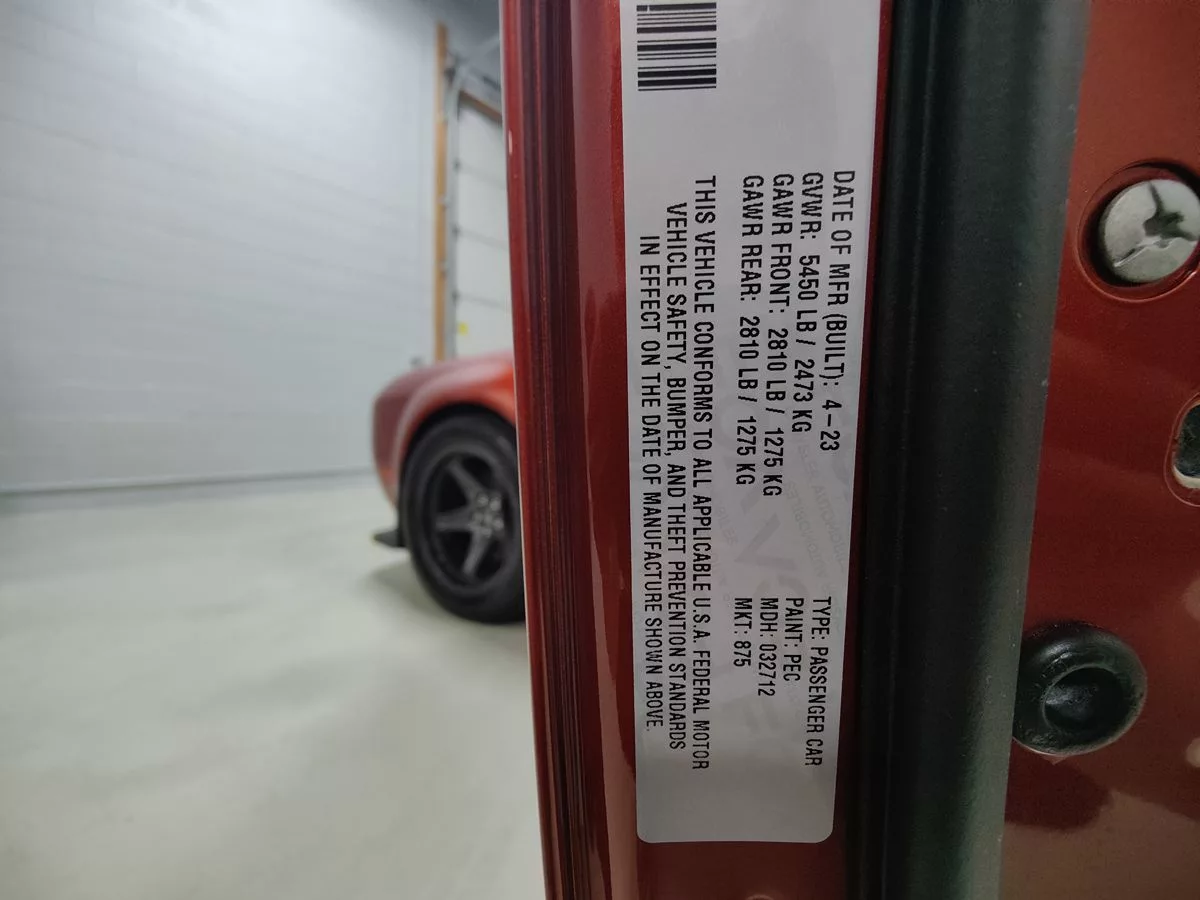 DATE OF MFR (BUILT): 4–23
GVWR: 5450 LB / 2473 KG
GAWR FRONT: 2810 LB / 1275 KG
GAWR REAR: 2810 LB / 1275 KG
TYPE: PASSENGER CAR
PAINT: PEC
MDH: 032712
MKT: 875
THIS VEHICLE CONFORMS TO ALL APPLICABLE U.S.A. FEDERAL MOTOR
VEHICLE SAFETY, BUMPER, AND THEFT PREVENTION STANDARDS
IN EFFECT ON THE DATE OF MANUFACTURE SHOWN ABOVE.